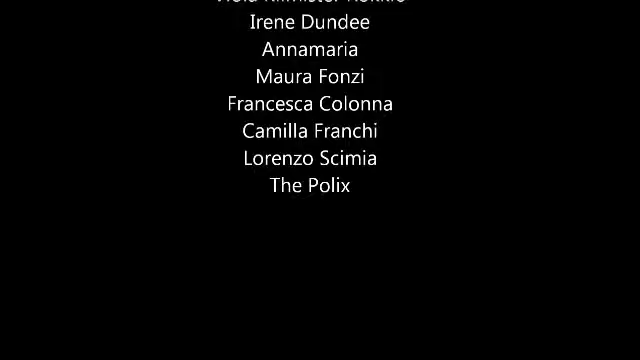 Irene Dundee
Annamaria
Maura Fonzi
Francesca Colonna
Camilla Franchi
Lorenzo Scimia
The Polix